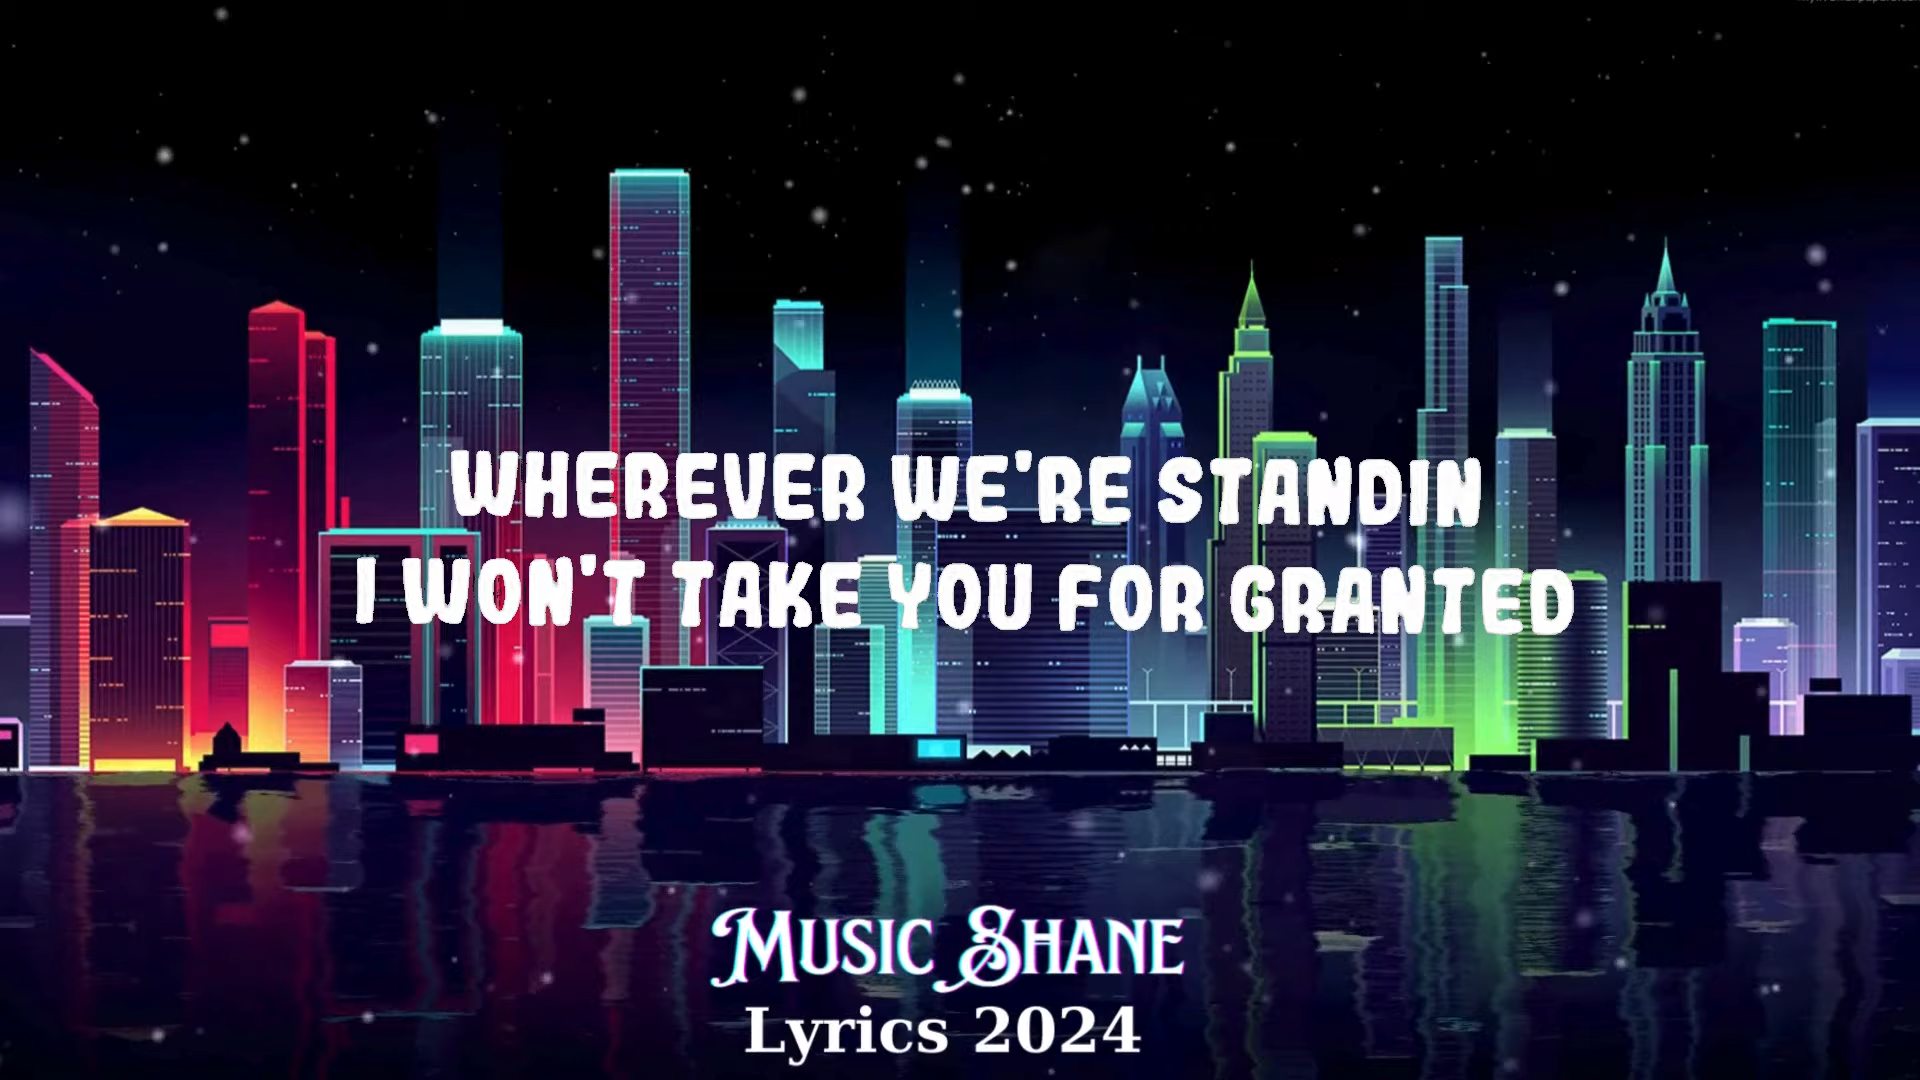 WHEREVER WE'RE STANDIN
I WON'T TAKE YOU FOR GRANTED
MUSIC SHANE
Lyrics 2024